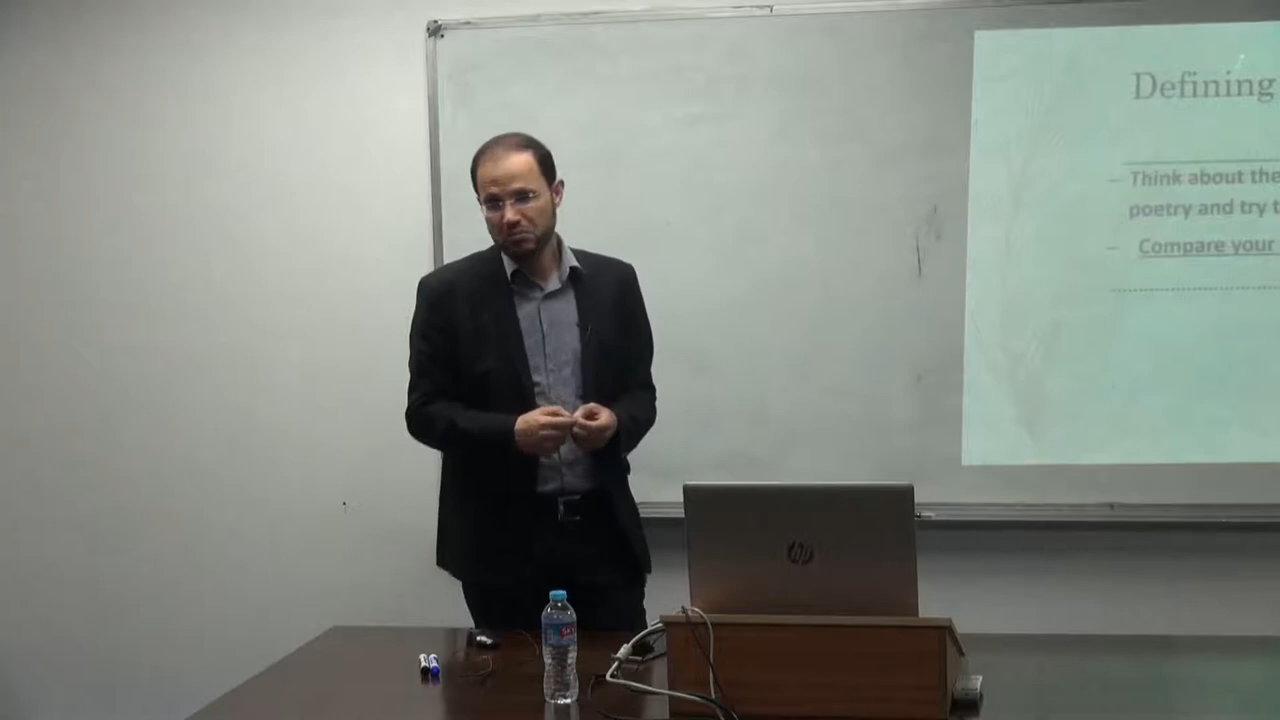 Defining
– Think about the
poetry and try t
– Compare your
hp